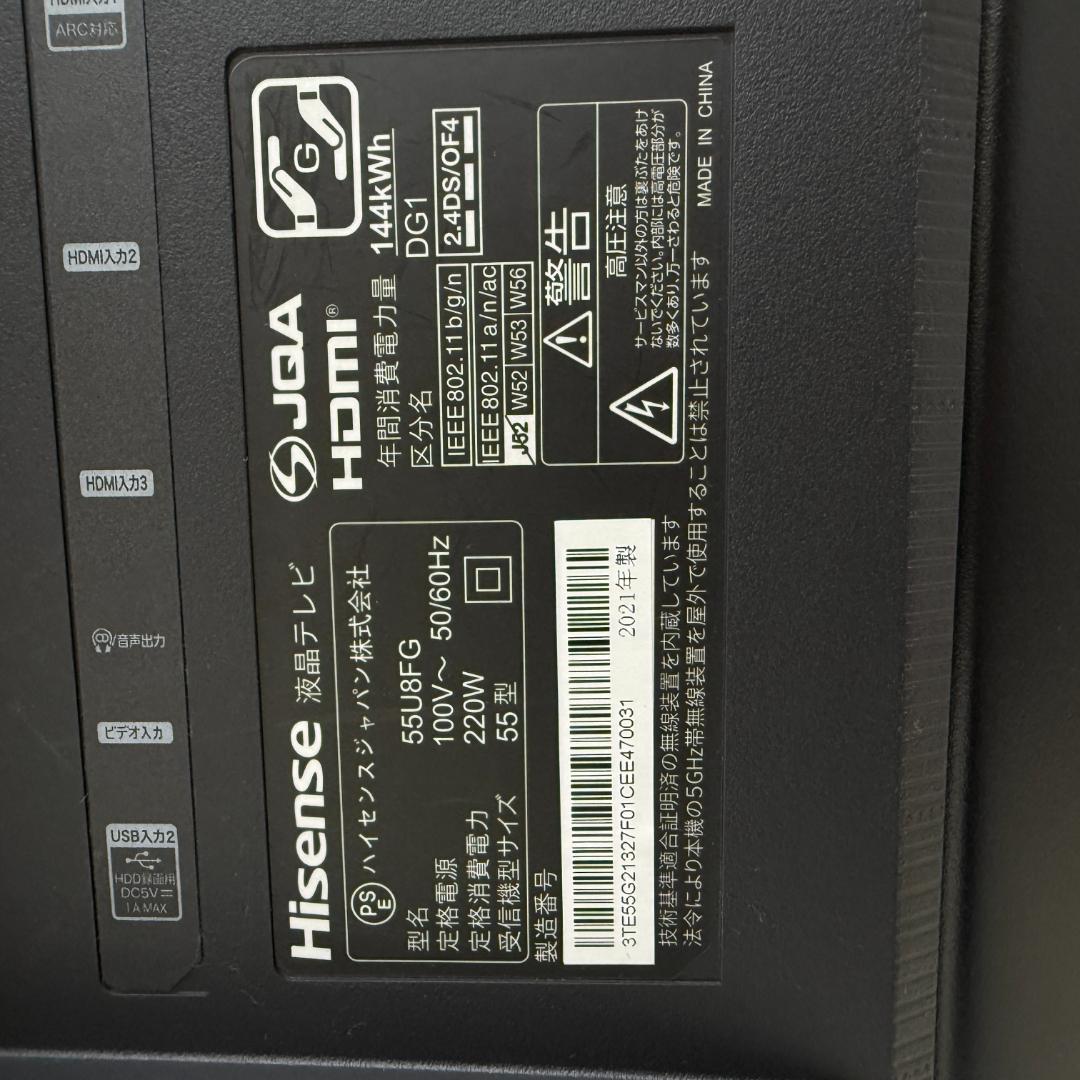 HDMI入力1
ARC対応
HDMI入力2
HDMI入力3
音声出力
ビデオ入力
USB入力2
HDD録画用
DC5V
1A MAX
Hisense 液晶テレビ
PS
E
ハイセンスジャパン株式会社
型名 55U8FG
定格電源 100V～ 50/60Hz
定格消費電力 220W
受信機型サイズ 55型
製造番号
3TE55G21327F01CEE470031 2021年製
JQA
HDMI®
G
年間消費電力量 144kWh
区分名 DG1
IEEE802.11b/g/n
2.4DS/OF4
IEEE802.11a/n/ac
J52 W52 W53 W56
警告
高圧注意
サービスマン以外の方は裏ぶたをあけ
ないでください。内部には高電圧部分が
数多くあり、万一さわると危険です。
技術基準適合証明済の無線装置を内蔵しています
法令により本機の5GHz帯無線装置を屋外で使用することは禁止されています
MADE IN CHINA